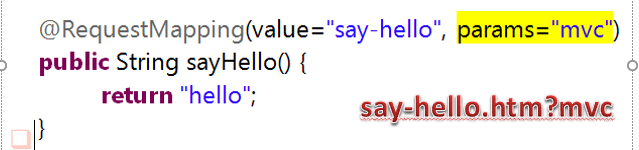 @RequestMapping(value="say-hello", params="mvc")
public String sayHello() {
return "hello";
say-hello.htm?mvc
}